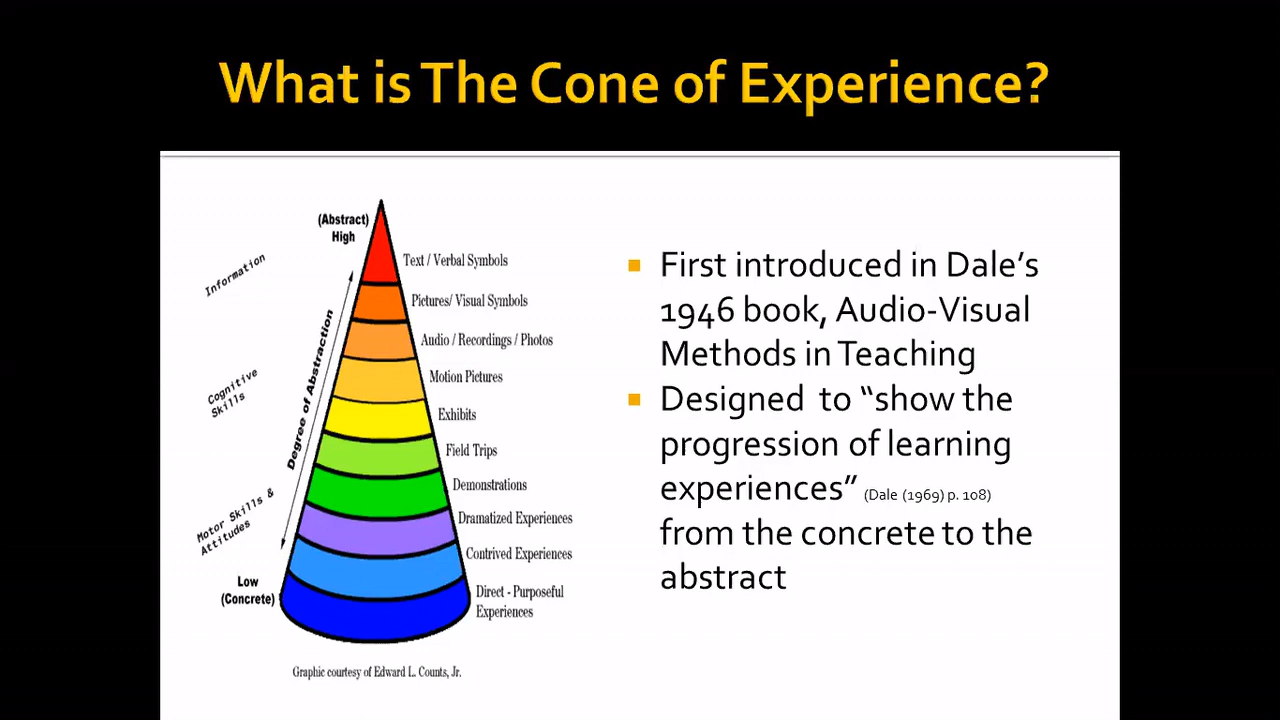 What is The Cone of Experience?
(Abstract)
High
Information
Cognitive
Skills
Motor Skills &
Attitudes
Degree of Abstraction
Low
(Concrete)
Text / Verbal Symbols
Pictures/ Visual Symbols
Audio / Recordings / Photos
Motion Pictures
Exhibits
Field Trips
Demonstrations
Dramatized Experiences
Contrived Experiences
Direct - Purposeful
Experiences
Graphic courtesy of Edward L. Counts, Jr.
First introduced in Dale’s
1946 book, Audio-Visual
Methods in Teaching
Designed to “show the
progression of learning
experiences” (Dale (1969) p. 108)
from the concrete to the
abstract